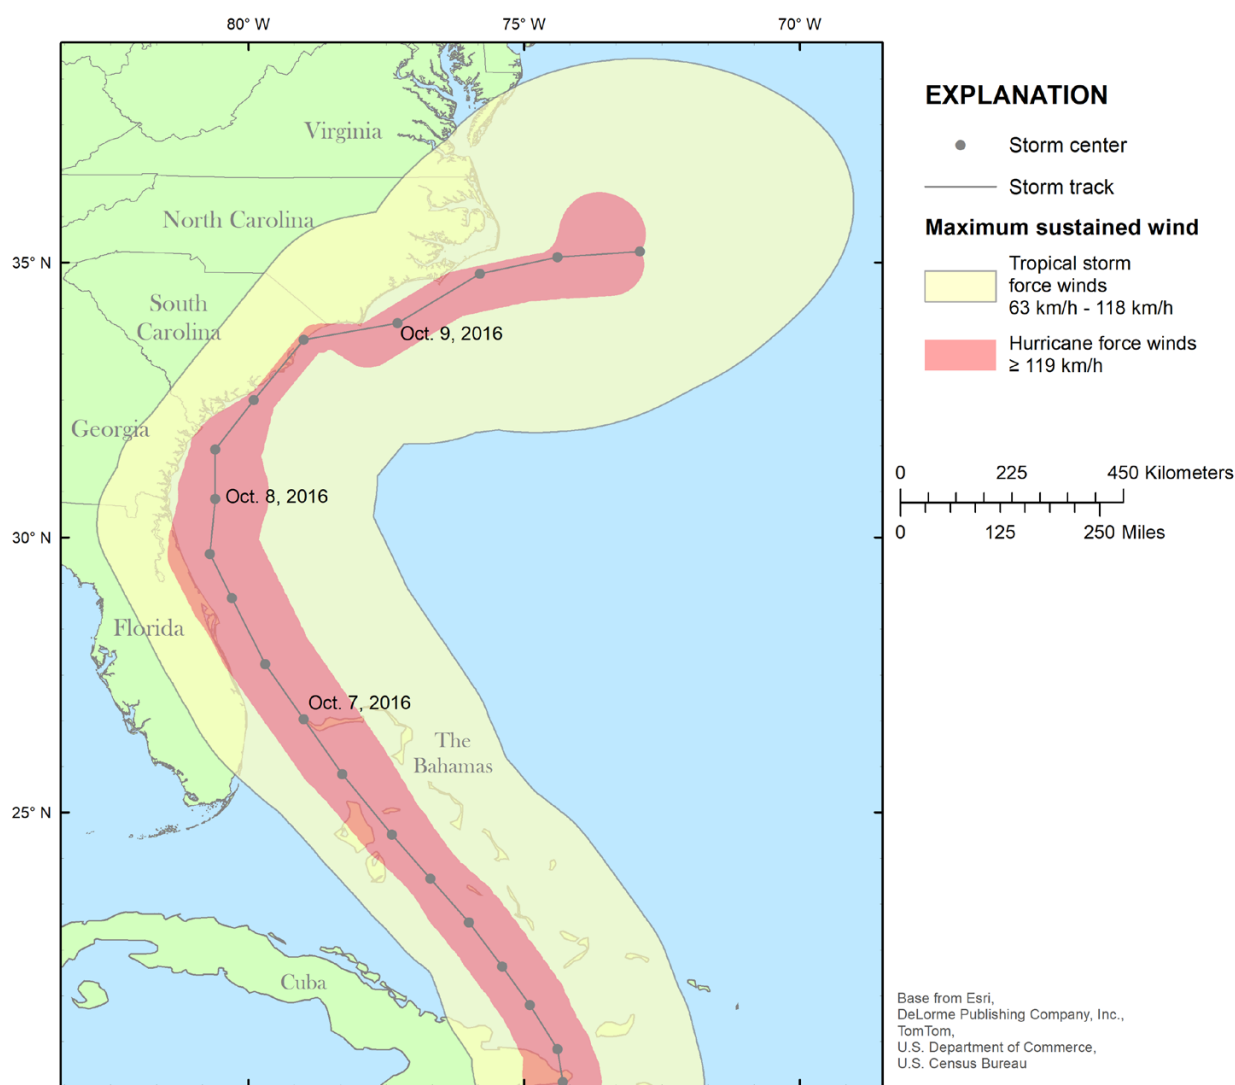 80° W
75° W
70° W
EXPLANATION
Storm center
Storm track
Maximum sustained wind
Tropical storm
force winds
63 km/h - 118 km/h
Hurricane force winds
≥ 119 km/h
0 225 450 Kilometers
0 125 250 Miles
Virginia
North Carolina
35° N
South
Carolina
Oct. 9, 2016
Georgia
Oct. 8, 2016
30° N
Florida
Oct. 7, 2016
The
Bahamas
25° N
Cuba
Base from Esri,
DeLorme Publishing Company, Inc.,
TomTom,
U.S. Department of Commerce,
U.S. Census Bureau